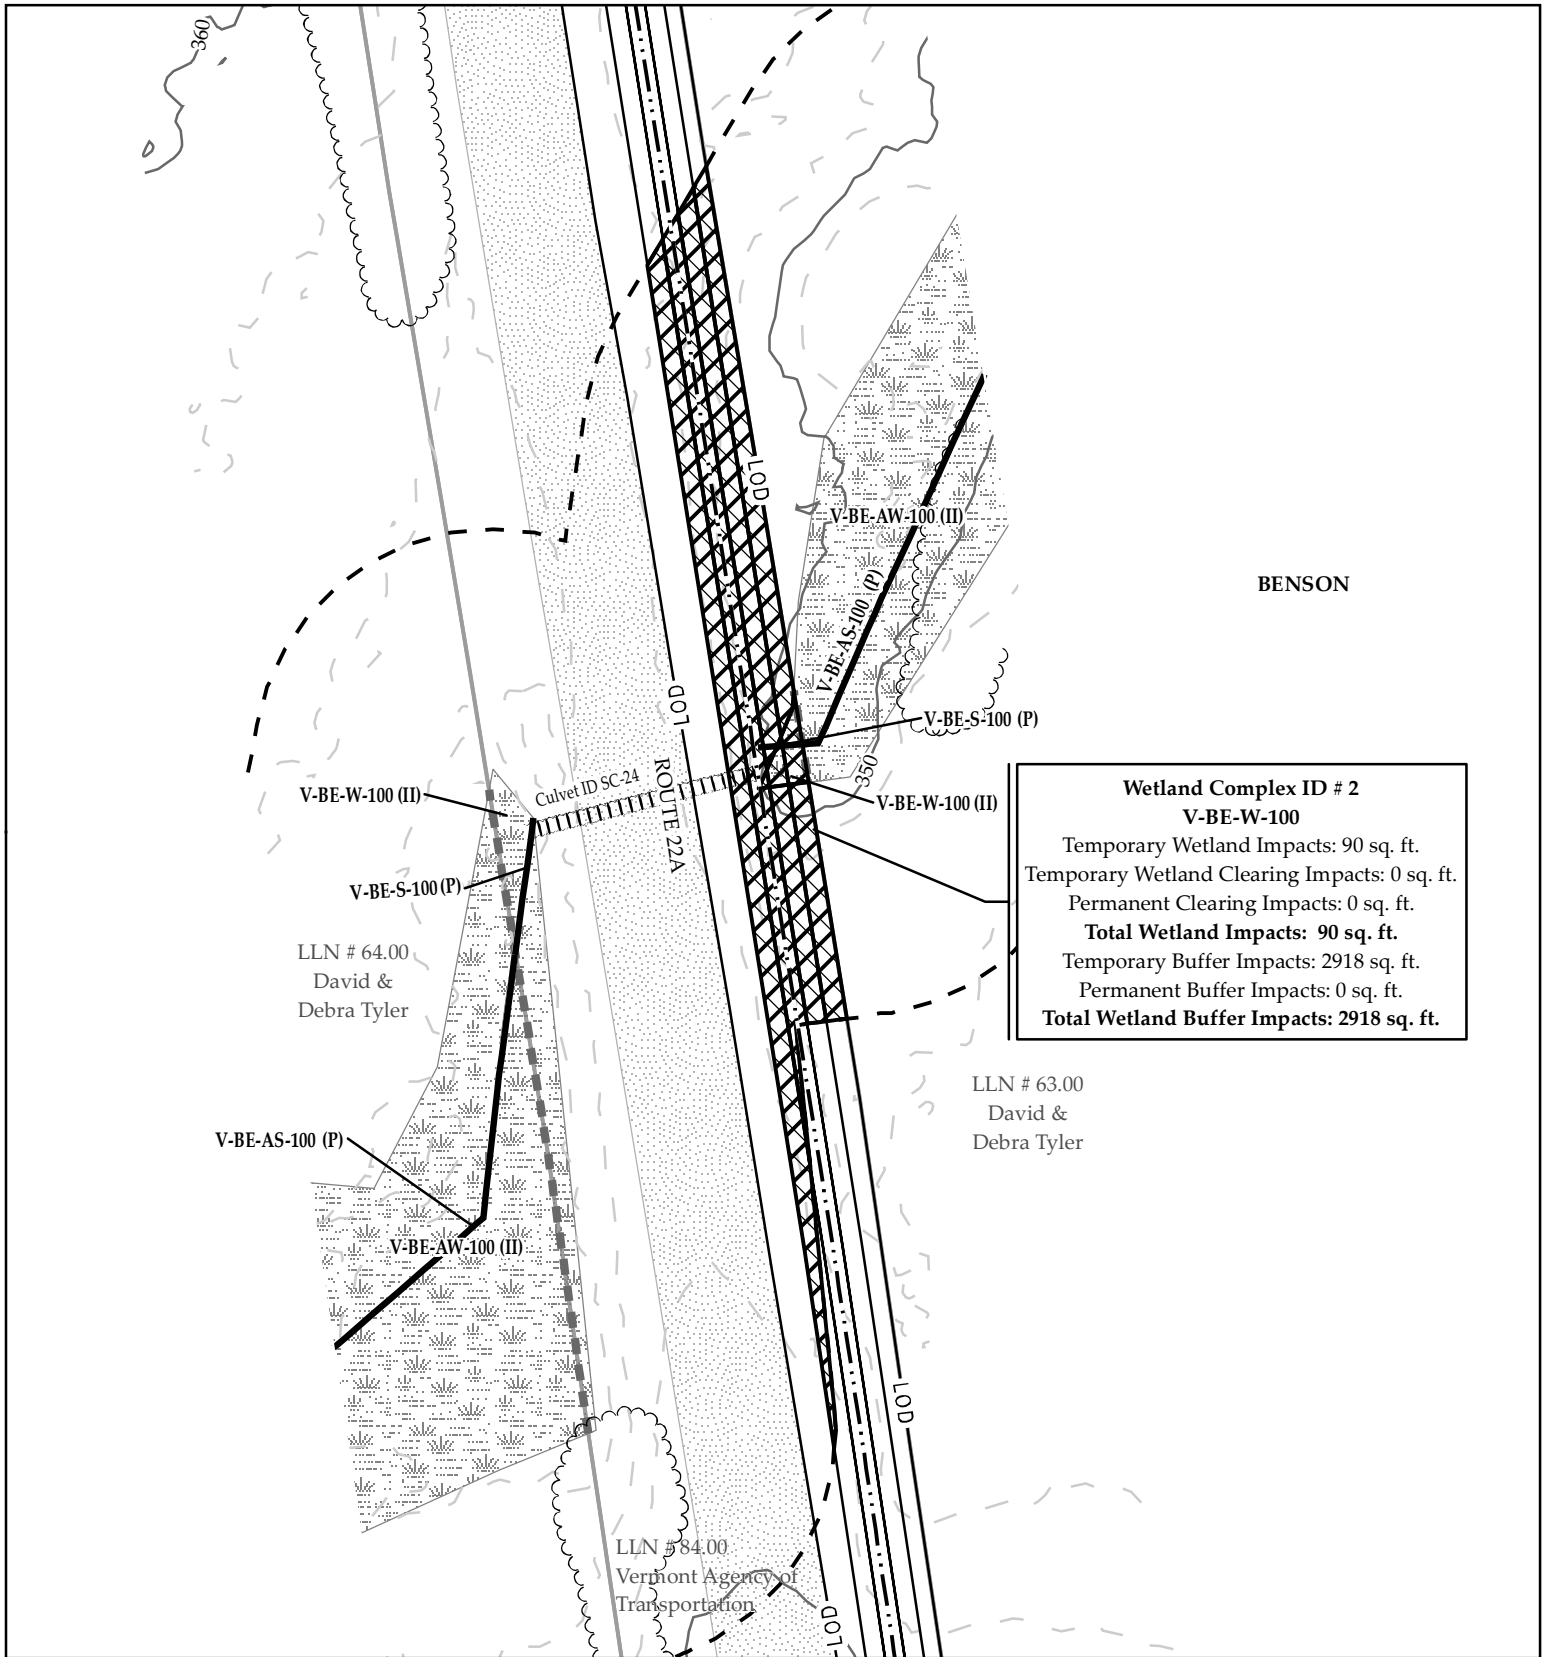 360
LOD
V-BE-AW-100 (II)
BENSON
V-BE-AS-100 (P)
LOD
V-BE-S-100 (P)
350
V-BE-W-100 (II)
Culvet ID SC-24
ROUTE 22A
V-BE-W-100 (II)
Wetland Complex ID # 2
V-BE-W-100
Temporary Wetland Impacts: 90 sq. ft.
Temporary Wetland Clearing Impacts: 0 sq. ft.
Permanent Clearing Impacts: 0 sq. ft.
Total Wetland Impacts: 90 sq. ft.
Temporary Buffer Impacts: 2918 sq. ft.
Permanent Buffer Impacts: 0 sq. ft.
Total Wetland Buffer Impacts: 2918 sq. ft.
V-BE-S-100 (P)
LLN # 64.00
David &
Debra Tyler
LLN # 63.00
David &
Debra Tyler
V-BE-AS-100 (P)
V-BE-AW-100 (II)
LOD
LLN # 84.00
Vermont Agency of
Transportation
LOD